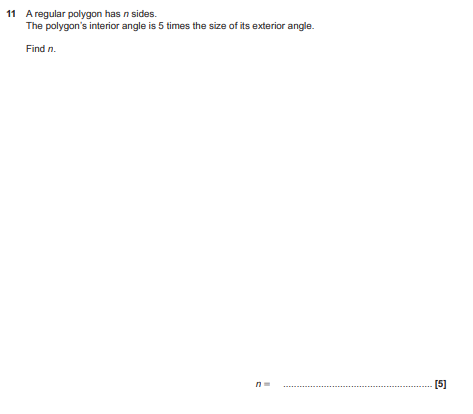 11 A regular polygon has n sides.
The polygon's interior angle is 5 times the size of its exterior angle.
Find n.
n = ........................................................ [5]